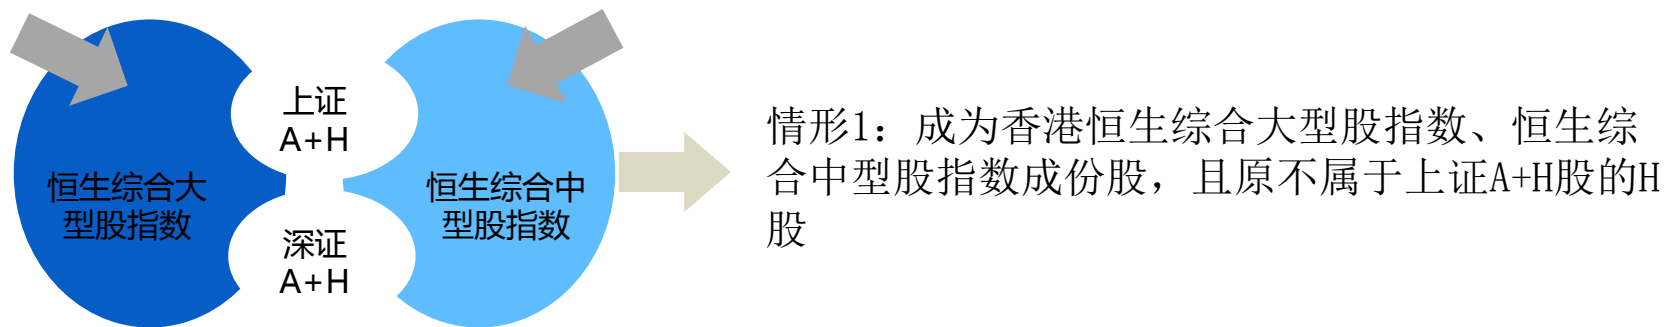 上证
A+H
恒生综合大
型股指数
恒生综合中
型股指数
深证
A+H
情形1：成为香港恒生综合大型股指数、恒生综
合中型股指数成份股，且原不属于上证A+H股的H
股